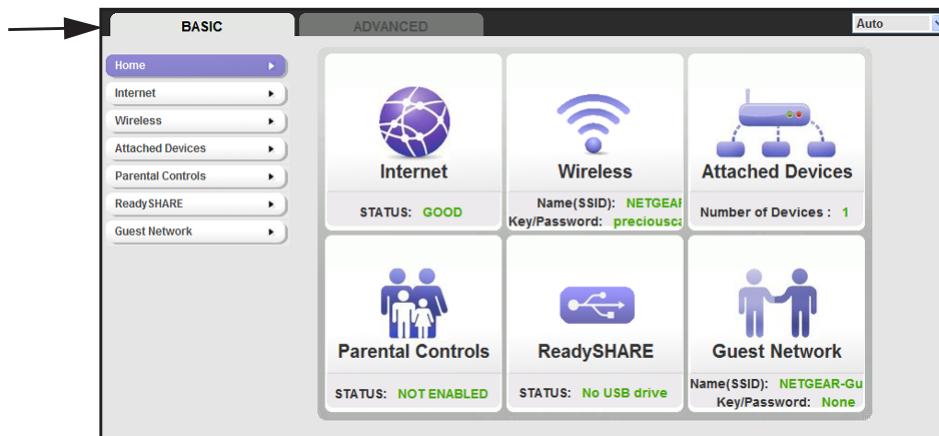 BASIC
ADVANCED
Auto
Home
Internet
Wireless
Attached Devices
Parental Controls
ReadySHARE
Guest Network
Internet
STATUS: GOOD
Wireless
Name(SSID): NETGEAR
Key/Password: preciousca
Attached Devices
Number of Devices : 1
Parental Controls
STATUS: NOT ENABLED
ReadySHARE
STATUS: No USB drive
Guest Network
Name(SSID): NETGEAR-Gu
Key/Password: None